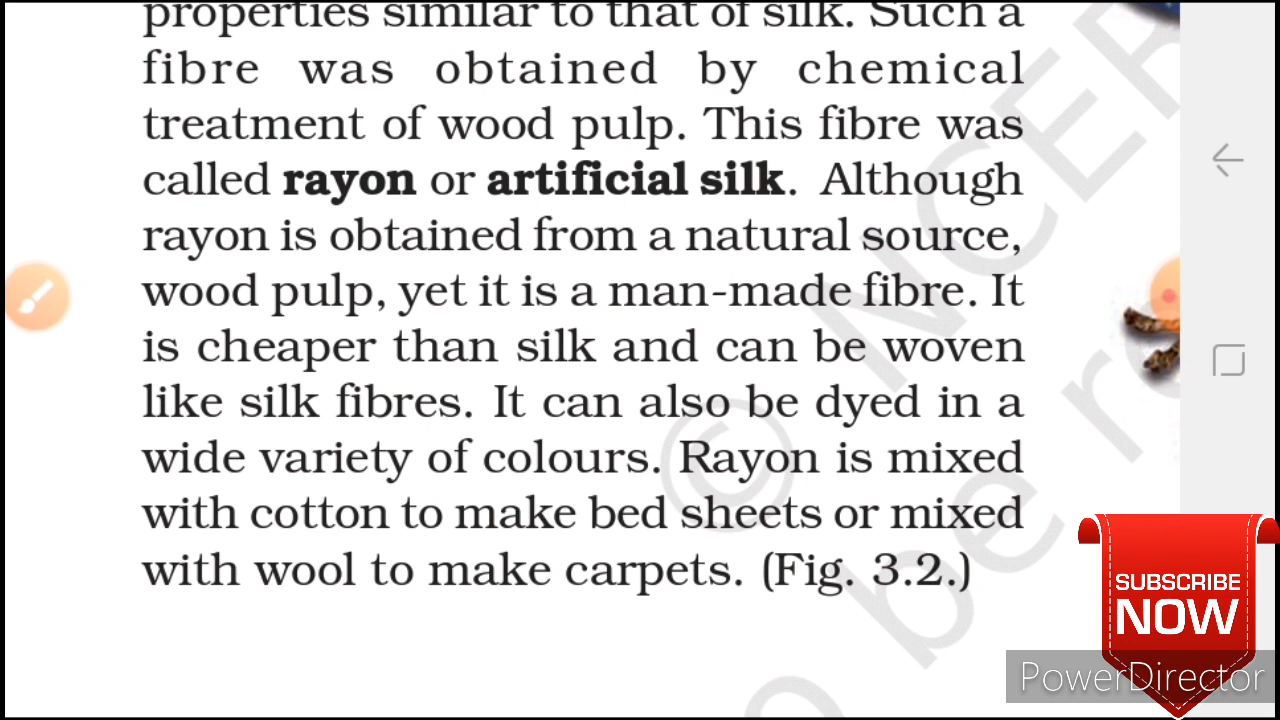 properties similar to that of silk. Such a
fibre was obtained by chemical
treatment of wood pulp. This fibre was
called rayon or artificial silk. Although
rayon is obtained from a natural source,
wood pulp, yet it is a man-made fibre. It
is cheaper than silk and can be woven
like silk fibres. It can also be dyed in a
wide variety of colours. Rayon is mixed
with cotton to make bed sheets or mixed
with wool to make carpets. (Fig. 3.2.)
© NCER
be re
SUBSCRIBE
NOW
PowerDirector